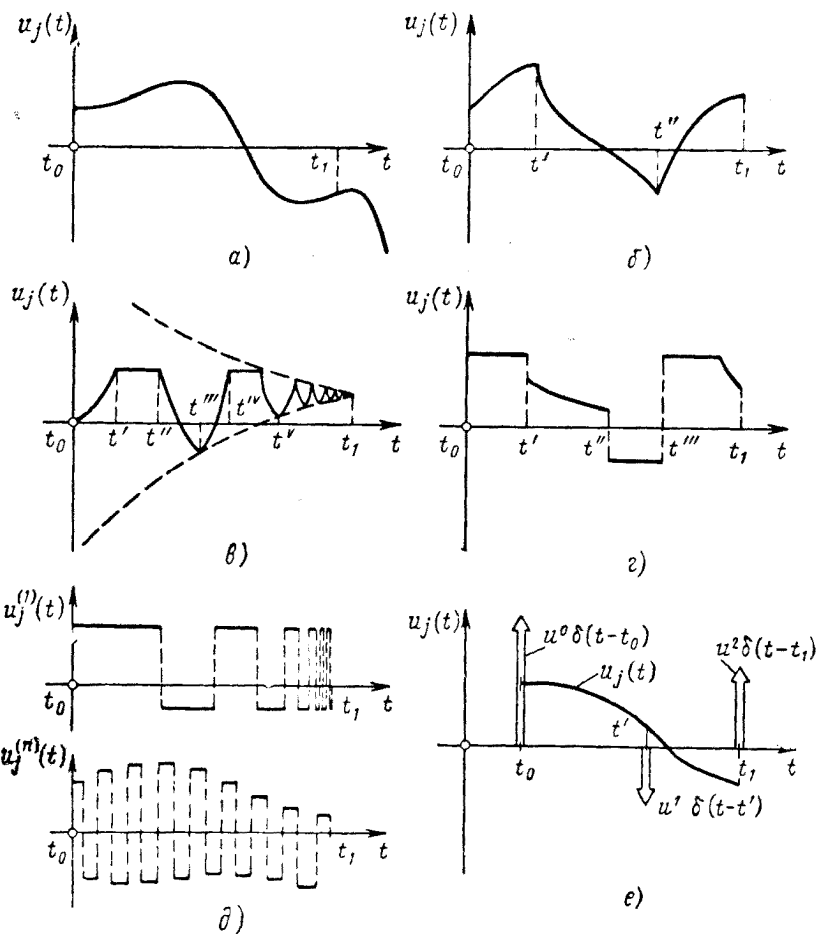 u_j(t)
t_0
t_1
t
а)
u_j(t)
t_0
t'
t''
t_1
t
б)
u_j(t)
t_0
t'
t''
t'''
t^{IV}
t^V
t_1
t
в)
u_j(t)
t_0
t'
t''
t'''
t_1
t
г)
u_j^{(1)}(t)
t_0
t_1
t
u_j^{(n)}(t)
t_0
t_1
t
д)
u_j(t)
u^0 δ(t-t_0)
u_j(t)
u^2 δ(t-t_1)
t'
t_0
t_1
t
u^1 δ(t-t')
е)